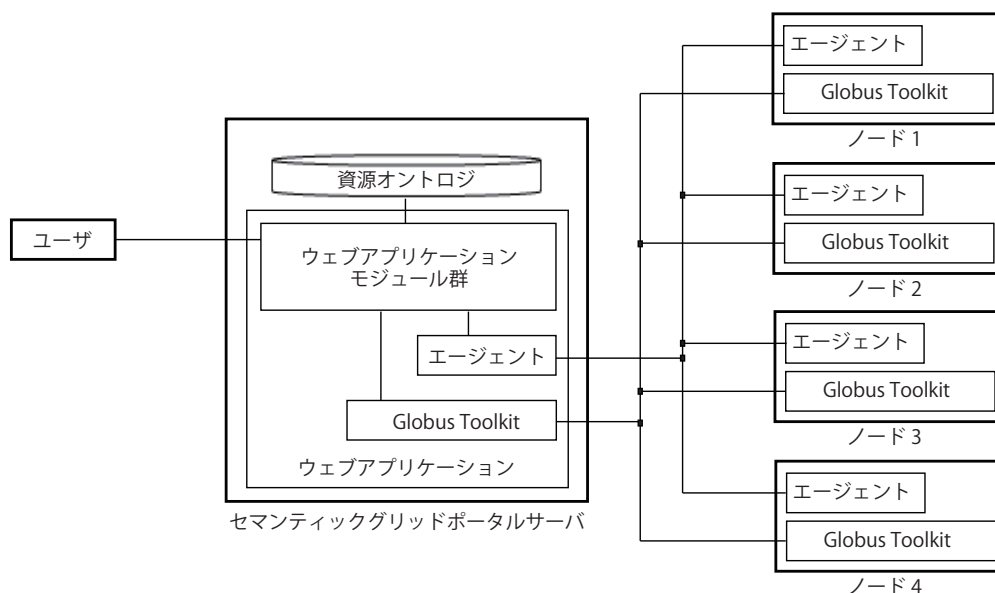 ユーザ
資源オントロジ
ウェブアプリケーション
モジュール群
エージェント
Globus Toolkit
ウェブアプリケーション
セマンティックグリッドポータルサーバ
エージェント
Globus Toolkit
ノード 1
エージェント
Globus Toolkit
ノード 2
エージェント
Globus Toolkit
ノード 3
エージェント
Globus Toolkit
ノード 4